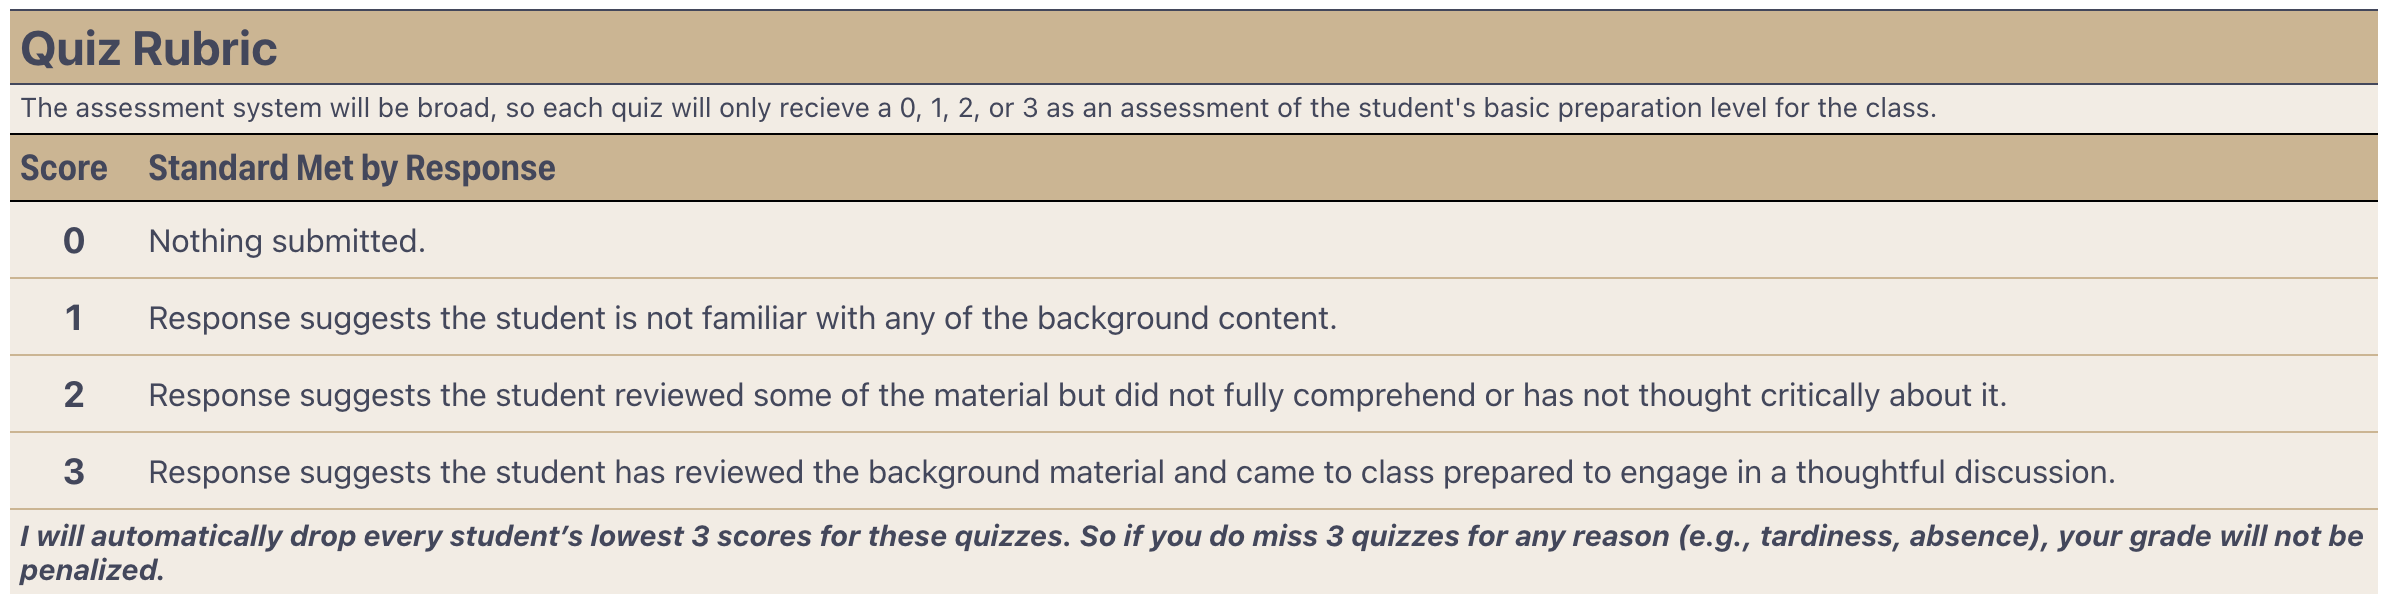 Quiz Rubric
The assessment system will be broad, so each quiz will only recieve a 0, 1, 2, or 3 as an assessment of the student's basic preparation level for the class.
Score Standard Met by Response
0 Nothing submitted.
1 Response suggests the student is not familiar with any of the background content.
2 Response suggests the student reviewed some of the material but did not fully comprehend or has not thought critically about it.
3 Response suggests the student has reviewed the background material and came to class prepared to engage in a thoughtful discussion.
I will automatically drop every student’s lowest 3 scores for these quizzes. So if you do miss 3 quizzes for any reason (e.g., tardiness, absence), your grade will not be
penalized.